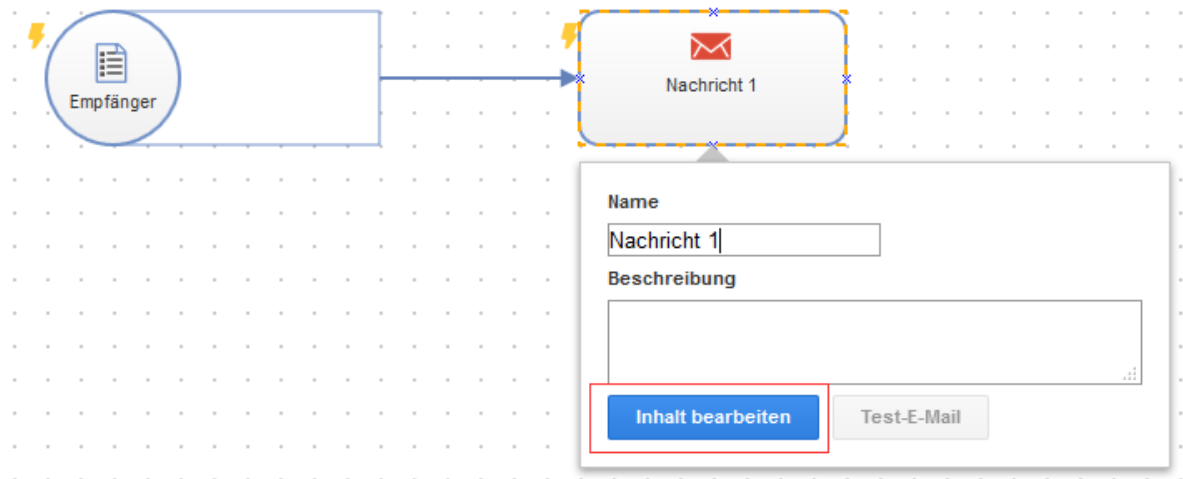 Empfänger
Nachricht 1
Name
Nachricht 1
Beschreibung
Inhalt bearbeiten
Test-E-Mail